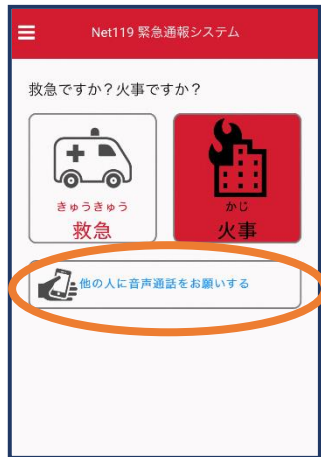 Net119 緊急通報システム
救急ですか？火事ですか？
きゅうきゅう
救急
かじ
火事
他の人に音声通話をお願いする